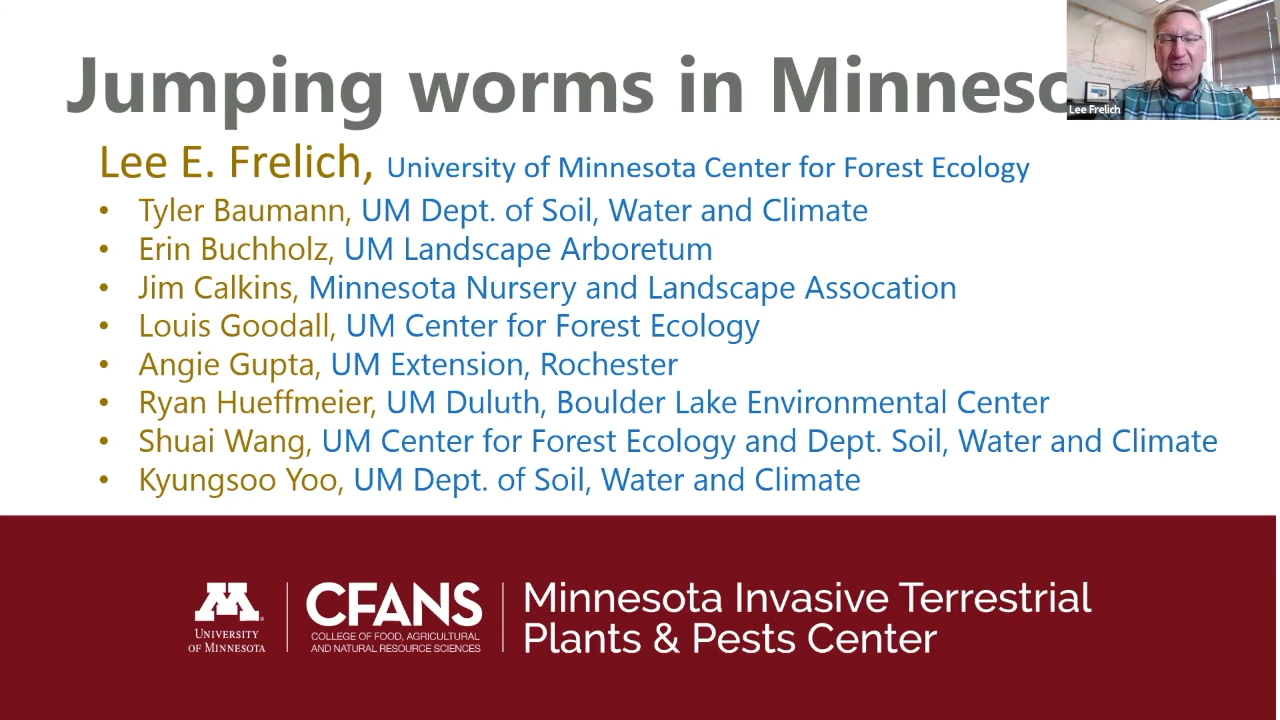 Jumping worms in Minneso
Lee Frelich
Lee E. Frelich, University of Minnesota Center for Forest Ecology
• Tyler Baumann, UM Dept. of Soil, Water and Climate
• Erin Buchholz, UM Landscape Arboretum
• Jim Calkins, Minnesota Nursery and Landscape Assocation
• Louis Goodall, UM Center for Forest Ecology
• Angie Gupta, UM Extension, Rochester
• Ryan Hueffmeier, UM Duluth, Boulder Lake Environmental Center
• Shuai Wang, UM Center for Forest Ecology and Dept. Soil, Water and Climate
• Kyungsoo Yoo, UM Dept. of Soil, Water and Climate
M
UNIVERSITY
OF MINNESOTA
CFANS
COLLEGE OF FOOD, AGRICULTURAL
AND NATURAL RESOURCE SCIENCES
Minnesota Invasive Terrestrial
Plants & Pests Center